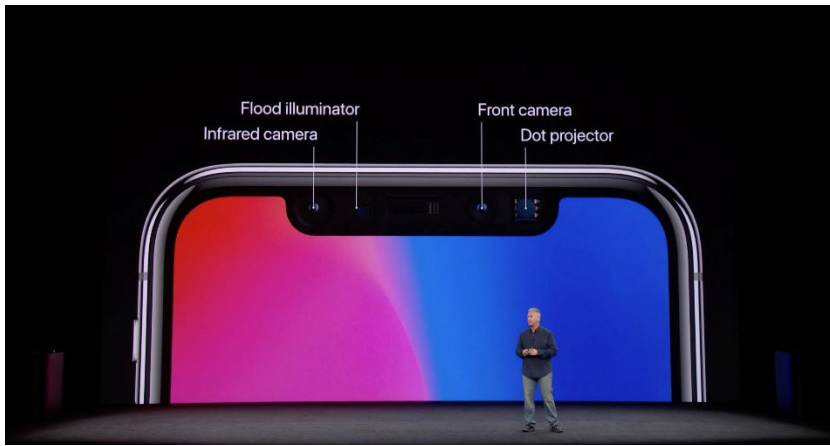 Flood illuminator
Front camera
Infrared camera
Dot projector